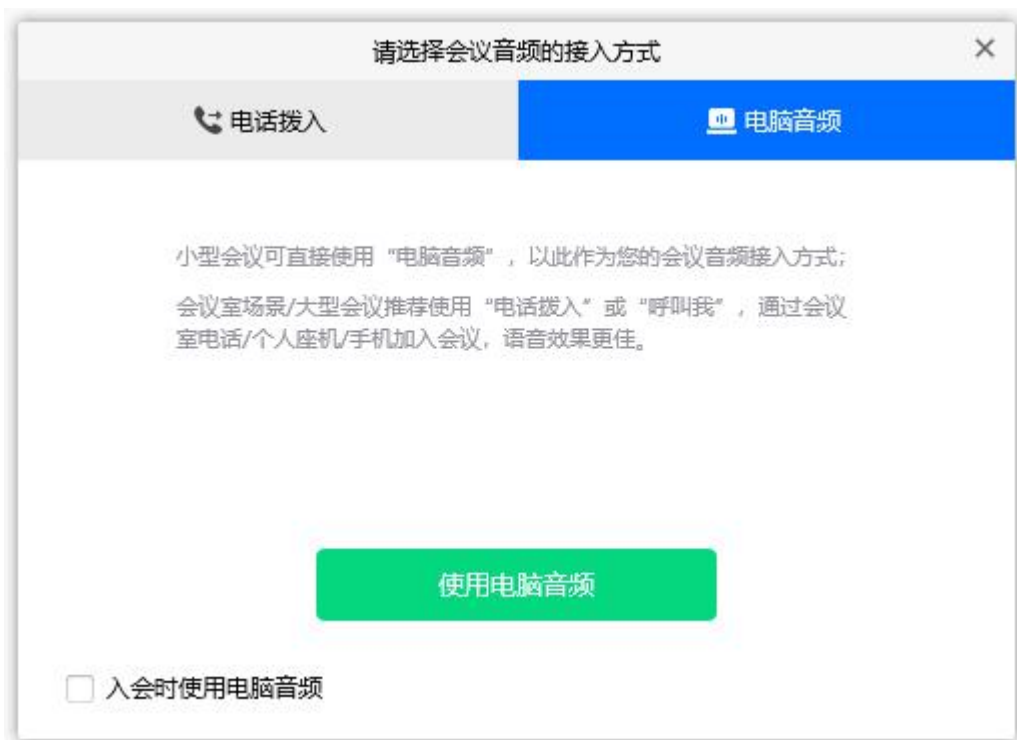 请选择会议音频的接入方式
电话拨入
电脑音频
小型会议可直接使用“电脑音频”，以此作为您的会议音频接入方式;
会议室场景/大型会议推荐使用“电话拨入”或“呼叫我”，通过会议
室电话/个人座机/手机加入会议，语音效果更佳。
使用电脑音频
入会时使用电脑音频